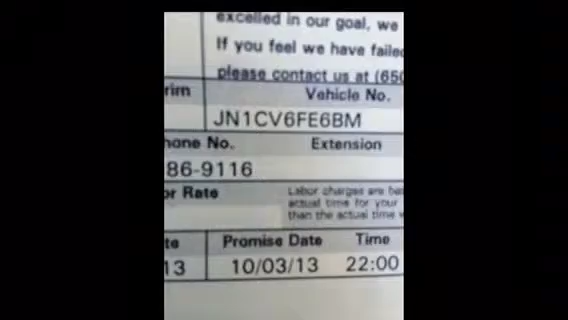 excelled in our goal, we
If you feel we have failed
please contact us at (650
rim Vehicle No.
JN1CV6FE6BM
hone No. Extension
86-9116
or Rate Labor charges are
actual time for your
than the actual time
te Promise Date Time
13 10/03/13 22:00